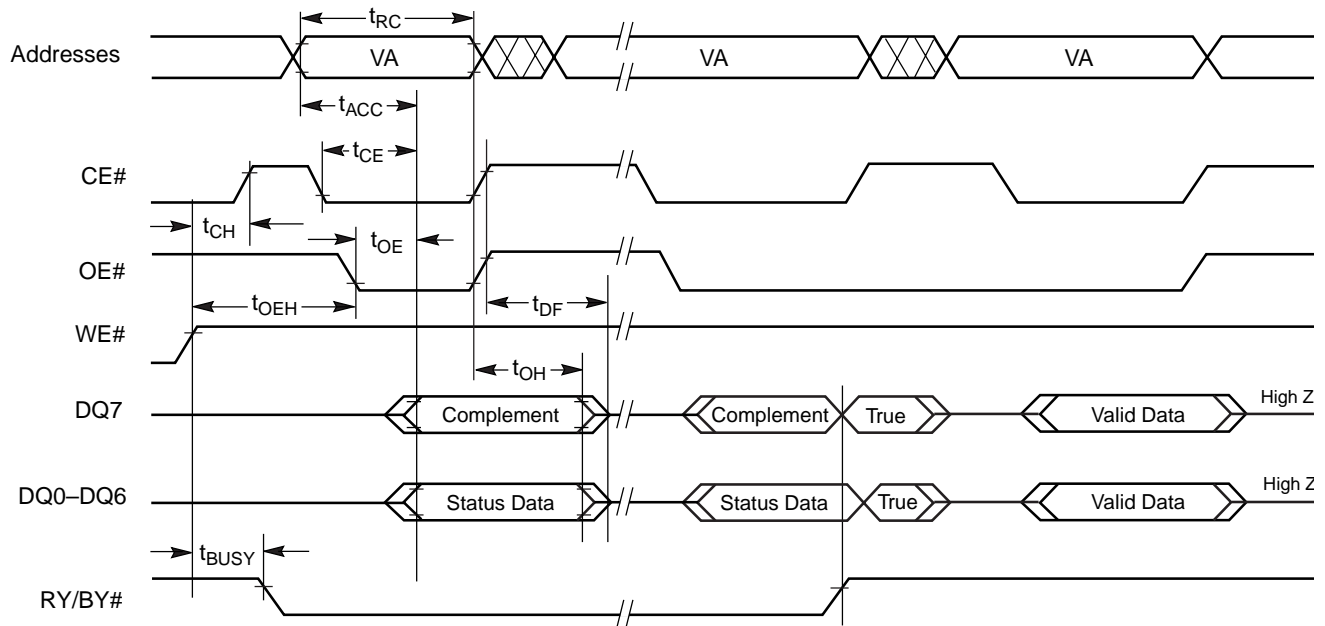 tRC
Addresses VA VA VA
tACC
tCE
CE#
tCH tOE
OE#
tOEH tDF
WE#
tOH
DQ7 Complement Complement True Valid Data High Z
DQ0–DQ6 Status Data Status Data True Valid Data High Z
tBUSY
RY/BY#